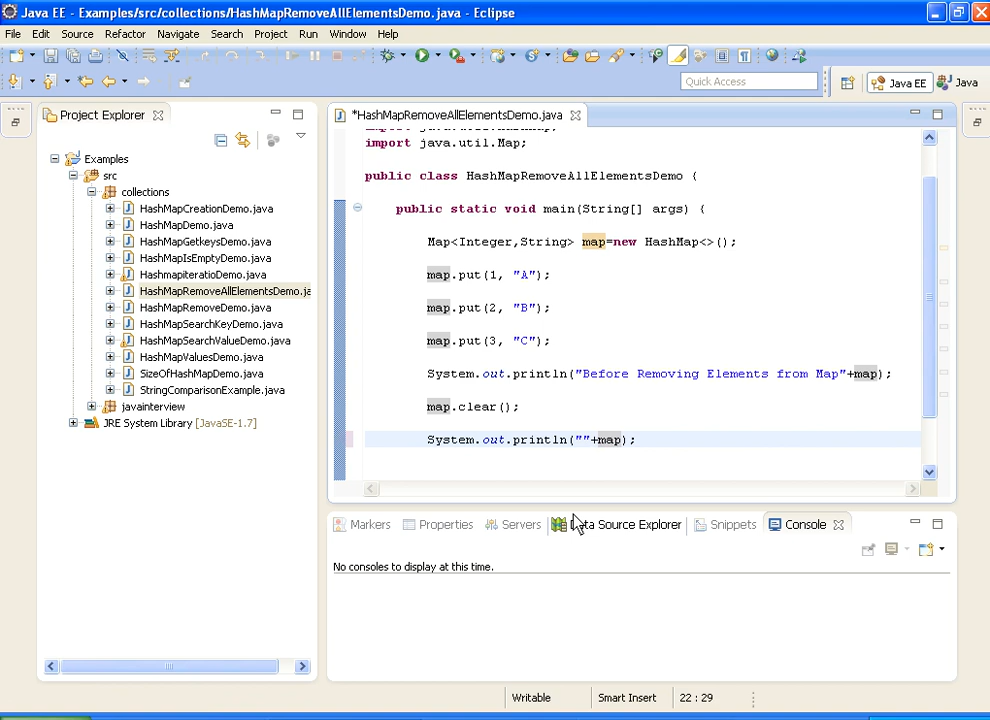 Java EE - Examples/src/collections/HashMapRemoveAllElementsDemo.java - Eclipse
File Edit Source Refactor Navigate Search Project Run Window Help
Quick Access
Java EE
Java
Project Explorer
*HashMapRemoveAllElementsDemo.java
Examples
src
collections
HashMapCreationDemo.java
HashMapDemo.java
HashMapGetkeysDemo.java
HashMapIsEmptyDemo.java
HashmapiteratioDemo.java
HashMapRemoveAllElementsDemo.ja
HashMapRemoveDemo.java
HashMapSearchKeyDemo.java
HashMapSearchValueDemo.java
HashMapValuesDemo.java
SizeOfHashMapDemo.java
StringComparisonExample.java
javainterview
JRE System Library [JavaSE-1.7]
import java.util.HashMap;
import java.util.Map;
public class HashMapRemoveAllElementsDemo {
public static void main(String[] args) {
Map<Integer,String> map=new HashMap<>();
map.put(1, "A");
map.put(2, "B");
map.put(3, "C");
System.out.println("Before Removing Elements from Map"+map);
map.clear();
System.out.println(""+map);
Markers Properties Servers Data Source Explorer Snippets Console
No consoles to display at this time.
Writable Smart Insert 22 : 29